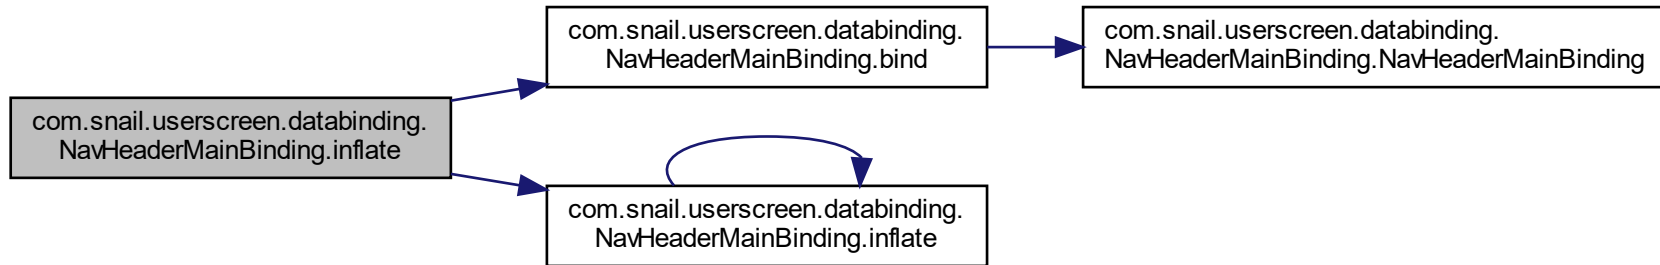 com.snail.userscreen.databinding.
NavHeaderMainBinding.inflate
com.snail.userscreen.databinding.
NavHeaderMainBinding.bind
com.snail.userscreen.databinding.
NavHeaderMainBinding.NavHeaderMainBinding
com.snail.userscreen.databinding.
NavHeaderMainBinding.inflate